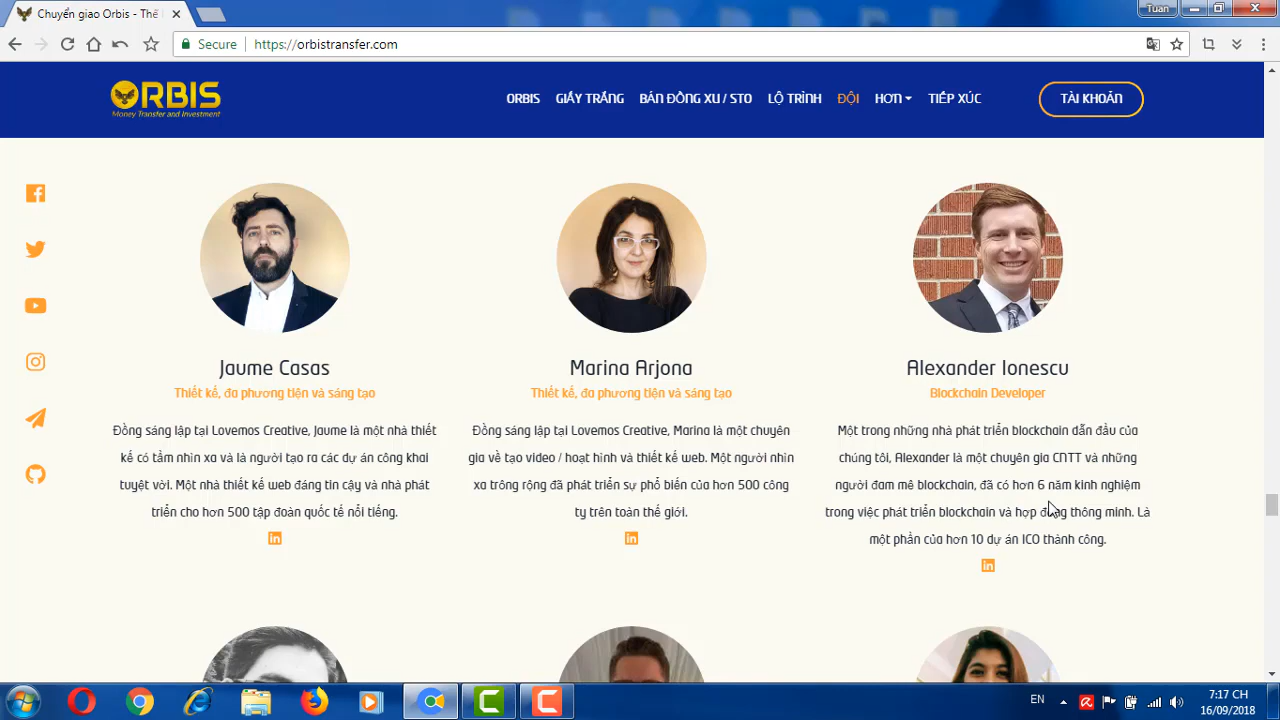 Chuyển giao Orbis - Thế
Tuan
Secure
https://orbistransfer.com
ORBIS
Money Transfer and Investment
ORBIS
GIẤY TRẮNG
BÁN ĐỒNG XU / STO
LỘ TRÌNH
ĐỘI
HƠN
TIẾP XÚC
TÀI KHOẢN
Jaume Casas
Thiết kế, đa phương tiện và sáng tạo
Đồng sáng lập tại Lovemos Creative, Jaume là một nhà thiết
kế có tầm nhìn xa và là người tạo ra các dự án công khai
tuyệt vời. Một nhà thiết kế web đáng tin cậy và nhà phát
triển cho hơn 500 tập đoàn quốc tế nổi tiếng.
in
Marina Arjona
Thiết kế, đa phương tiện và sáng tạo
Đồng sáng lập tại Lovemos Creative, Marina là một chuyên
gia về tạo video / hoạt hình và thiết kế web. Một người nhìn
xa trông rộng đã phát triển sự phổ biến của hơn 500 công
ty trên toàn thế giới.
in
Alexander Ionescu
Blockchain Developer
Một trong những nhà phát triển blockchain dẫn đầu của
chúng tôi, Alexander là một chuyên gia CNTT và những
người đam mê blockchain, đã có hơn 6 năm kinh nghiệm
trong việc phát triển blockchain và hợp đồng thông minh. Là
một phần của hơn 10 dự án ICO thành công.
in
EN
7:17 CH
16/09/2018